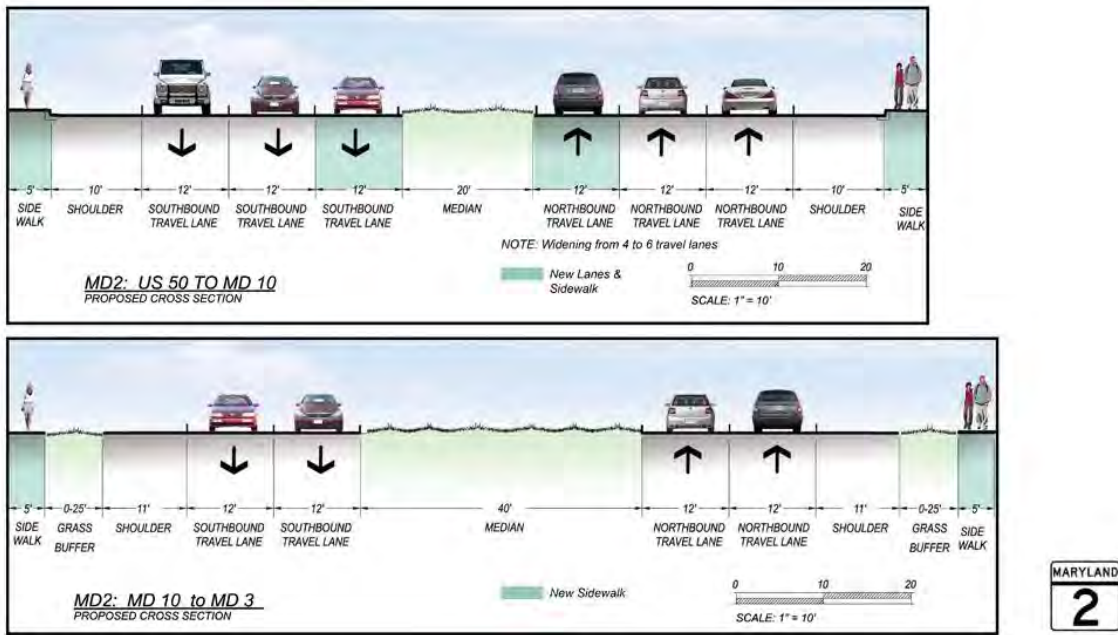 5' 10' 12' 12' 12' 20' 12' 12' 12' 10' 5'
SIDE WALK
SHOULDER
SOUTHBOUND TRAVEL LANE
SOUTHBOUND TRAVEL LANE
SOUTHBOUND TRAVEL LANE
MEDIAN
NORTHBOUND TRAVEL LANE
NORTHBOUND TRAVEL LANE
NORTHBOUND TRAVEL LANE
SHOULDER
SIDE WALK
NOTE: Widening from 4 to 6 travel lanes
MD2: US 50 TO MD 10
PROPOSED CROSS SECTION
New Lanes &
Sidewalk
0 10 20
SCALE: 1" = 10'
5' 0-25' 11' 12' 12' 40' 12' 12' 11' 0-25' 5'
SIDE WALK
GRASS BUFFER
SHOULDER
SOUTHBOUND TRAVEL LANE
SOUTHBOUND TRAVEL LANE
MEDIAN
NORTHBOUND TRAVEL LANE
NORTHBOUND TRAVEL LANE
SHOULDER
GRASS BUFFER
SIDE WALK
MD2: MD 10 to MD 3
PROPOSED CROSS SECTION
New Sidewalk
0 10 20
SCALE: 1" = 10'
MARYLAND
2